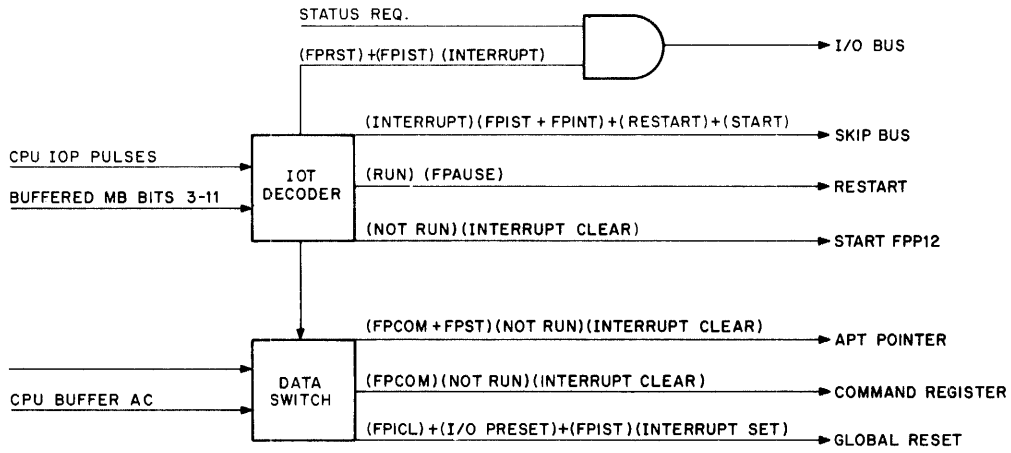 STATUS REQ.
(FPRST)+(FPIST) (INTERRUPT)
I/O BUS
(INTERRUPT)(FPIST + FPINT)+(RESTART)+(START)
SKIP BUS
CPU IOP PULSES
IOT
DECODER
(RUN) (FPAUSE)
RESTART
BUFFERED MB BITS 3-11
(NOT RUN)(INTERRUPT CLEAR)
START FPP12
(FPCOM + FPST)(NOT RUN)(INTERRUPT CLEAR)
APT POINTER
DATA
SWITCH
(FPCOM)(NOT RUN)(INTERRUPT CLEAR)
COMMAND REGISTER
CPU BUFFER AC
(FPICL)+(I/O PRESET)+(FPIST)(INTERRUPT SET)
GLOBAL RESET